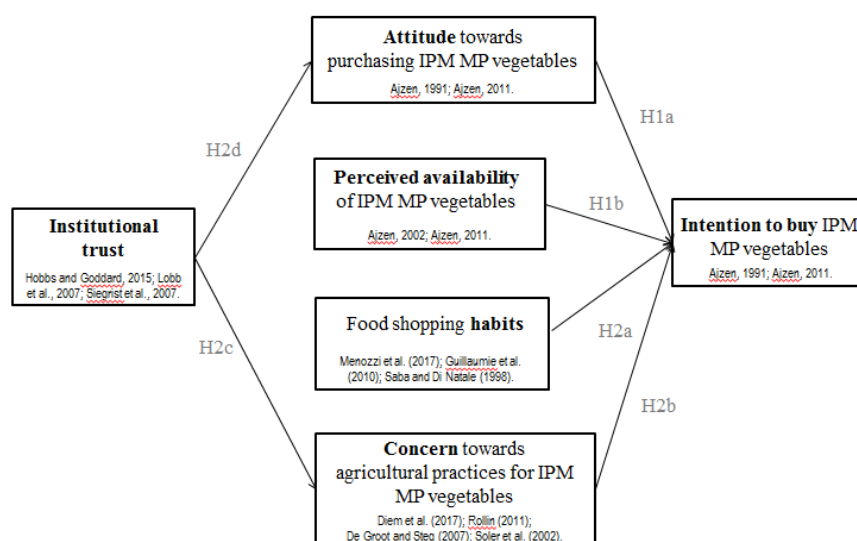 Attitude towards
purchasing IPM MP vegetables
Ajzen, 1991; Ajzen, 2011.
H2d
H1a
Perceived availability
of IPM MP vegetables
Ajzen, 2002; Ajzen, 2011.
H1b
Institutional
trust
Hobbs and Goddard, 2015; Lobb
et al., 2007; Siegrist et al., 2007.
Intention to buy IPM
MP vegetables
Ajzen, 1991; Ajzen, 2011.
Food shopping habits
Menozzi et al. (2017); Guillaumie et al.
(2010); Saba and Di Natale (1998).
H2a
H2c
H2b
Concern towards
agricultural practices for IPM
MP vegetables
Diem et al. (2017); Rollin (2011);
De Groot and Steg (2007); Soler et al. (2002).